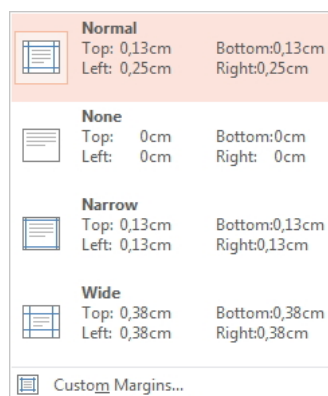 Normal
Top: 0,13cm Bottom:0,13cm
Left: 0,25cm Right:0,25cm
None
Top: 0cm Bottom:0cm
Left: 0cm Right: 0cm
Narrow
Top: 0,13cm Bottom:0,13cm
Left: 0,13cm Right:0,13cm
Wide
Top: 0,38cm Bottom:0,38cm
Left: 0,38cm Right:0,38cm
Custom Margins...